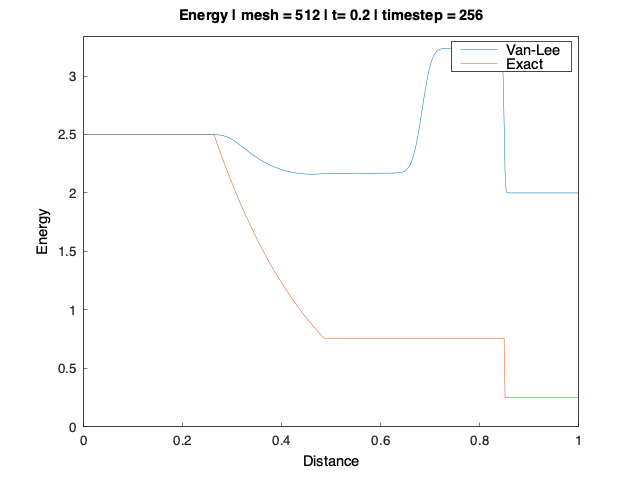 Energy | mesh = 512 | t= 0.2 | timestep = 256
Van-Lee
Exact
3
2.5
2
1.5
1
0.5
0
Energy
0
0.2
0.4
0.6
0.8
1
Distance